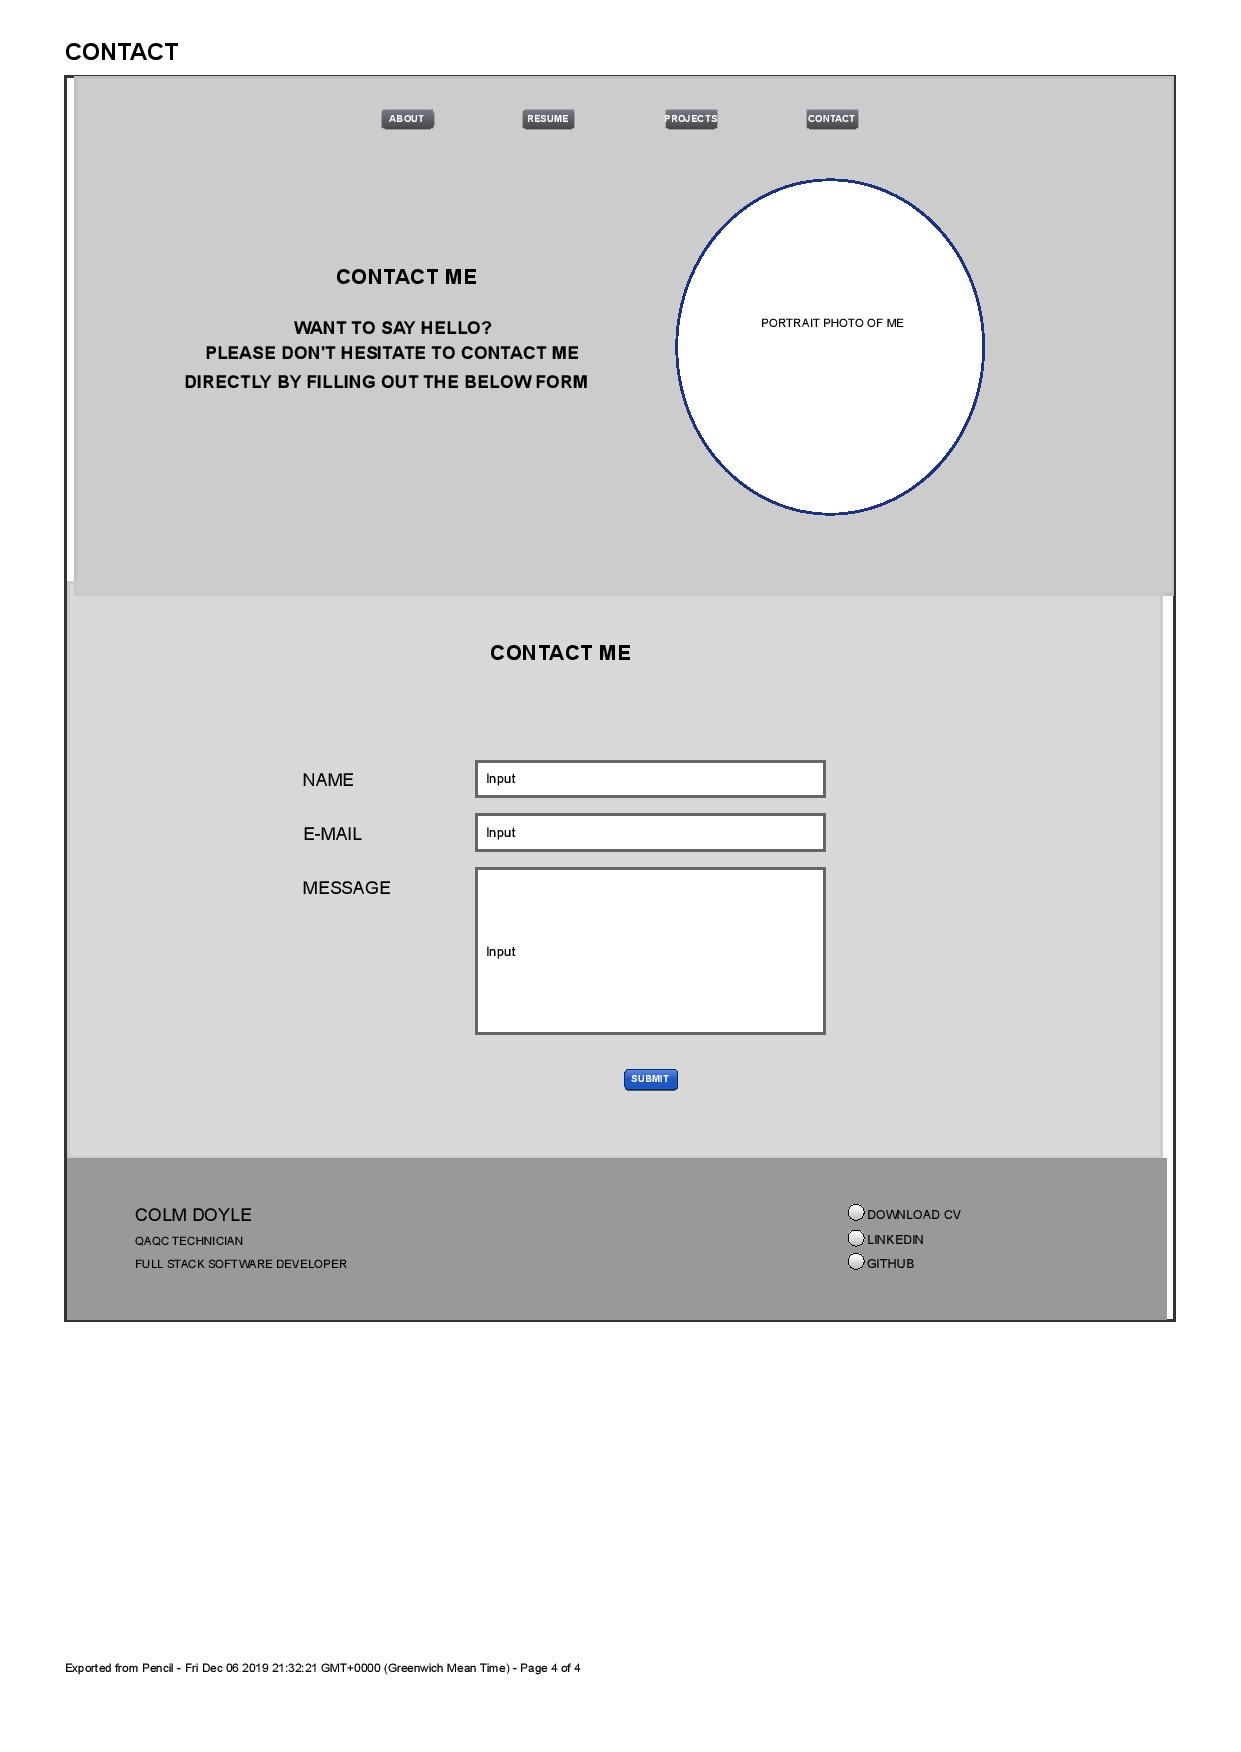 CONTACT
ABOUT RESUME PROJECTS CONTACT
CONTACT ME
WANT TO SAY HELLO?
PLEASE DON'T HESITATE TO CONTACT ME
DIRECTLY BY FILLING OUT THE BELOW FORM
PORTRAIT PHOTO OF ME
CONTACT ME
NAME Input
E-MAIL Input
MESSAGE
Input
SUBMIT
COLM DOYLE
QAQC TECHNICIAN
FULL STACK SOFTWARE DEVELOPER
DOWNLOAD CV
LINKEDIN
GITHUB
Exported from Pencil - Fri Dec 06 2019 21:32:21 GMT+0000 (Greenwich Mean Time) - Page 4 of 4